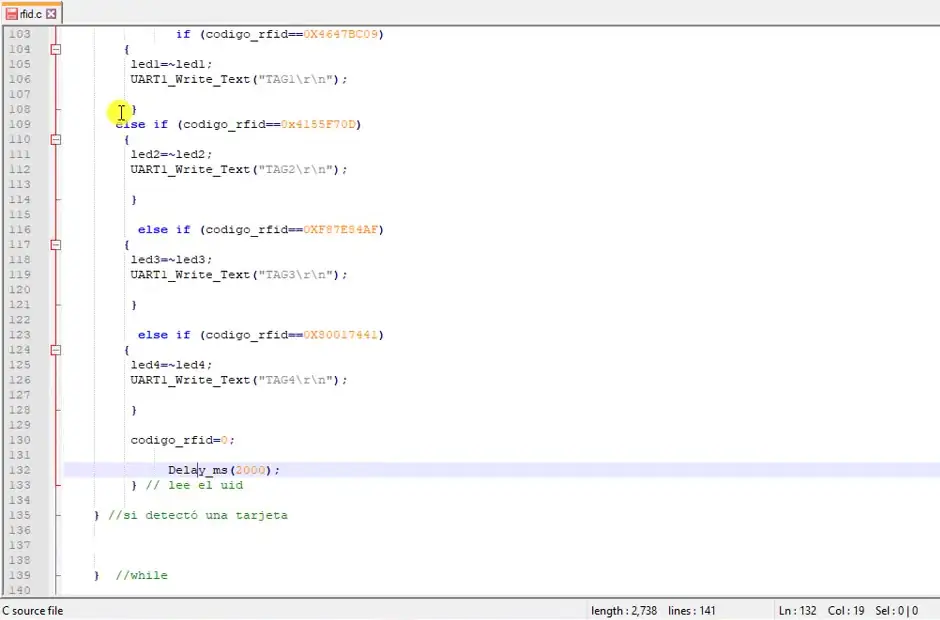 rfid.c
103 if (codigo_rfid==0X4647BC09)
104 {
105 led1=~led1;
106 UART1_Write_Text("TAG1\r\n");
107
108 }
109 else if (codigo_rfid==0x4155F70D)
110 {
111 led2=~led2;
112 UART1_Write_Text("TAG2\r\n");
113
114 }
115
116 else if (codigo_rfid==0XF87E84AF)
117 {
118 led3=~led3;
119 UART1_Write_Text("TAG3\r\n");
120
121 }
122
123 else if (codigo_rfid==0X80017441)
124 {
125 led4=~led4;
126 UART1_Write_Text("TAG4\r\n");
127
128 }
129
130 codigo_rfid=0;
131
132 Delay_ms(2000);
133 } // lee el uid
134
135 } //si detectó una tarjeta
136
137
138
139 } //while
140
C source file length : 2,738 lines : 141 Ln : 132 Col : 19 Sel : 0 | 0